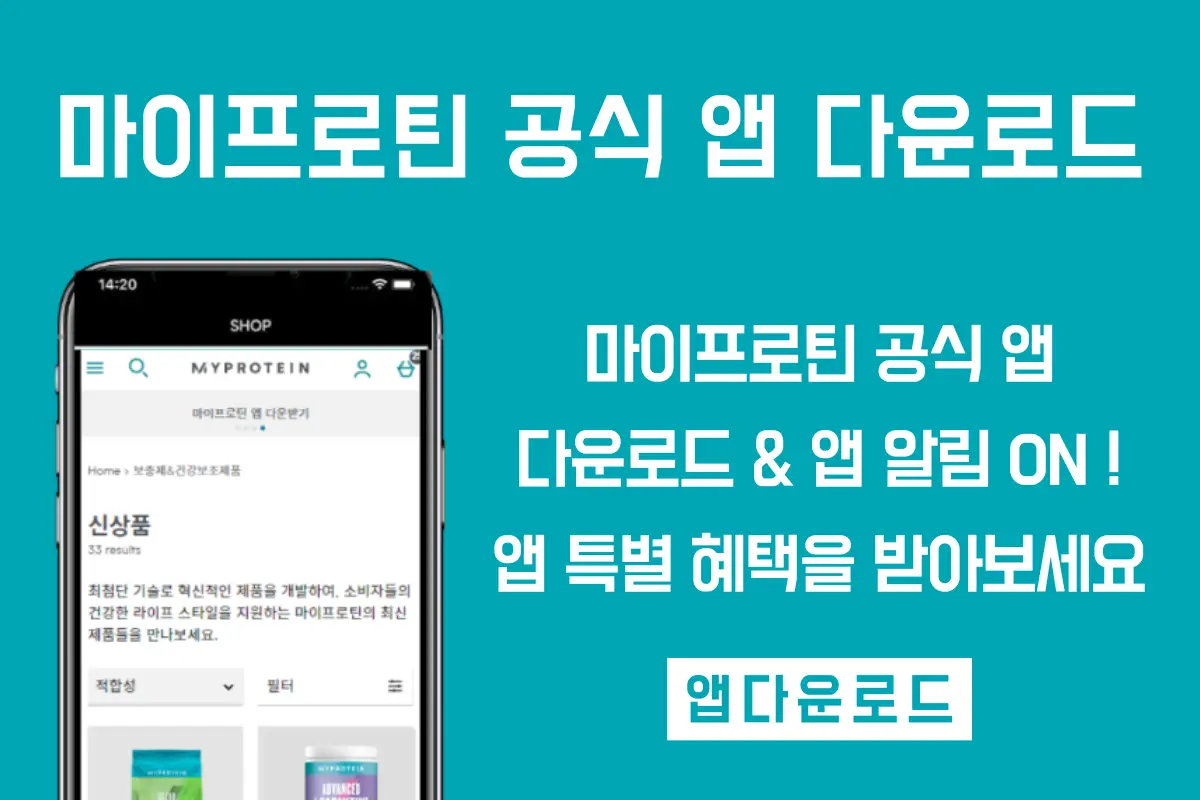 마이프로틴 공식 앱 다운로드
14:20
SHOP
MYPROTEIN
마이프로틴 앱 다운받기
Home > 보충제&건강보조제품
신상품
33 results
최첨단 기술로 혁신적인 제품을 개발하여, 소비자들의
건강한 라이프 스타일을 지원하는 마이프로틴의 최신
제품들을 만나보세요.
적합성
필터
MYPROTEIN
MYPROTEIN
ADVANCED
마이프로틴 공식 앱
다운로드 & 앱 알림 ON !
앱 특별 혜택을 받아보세요
앱다운로드